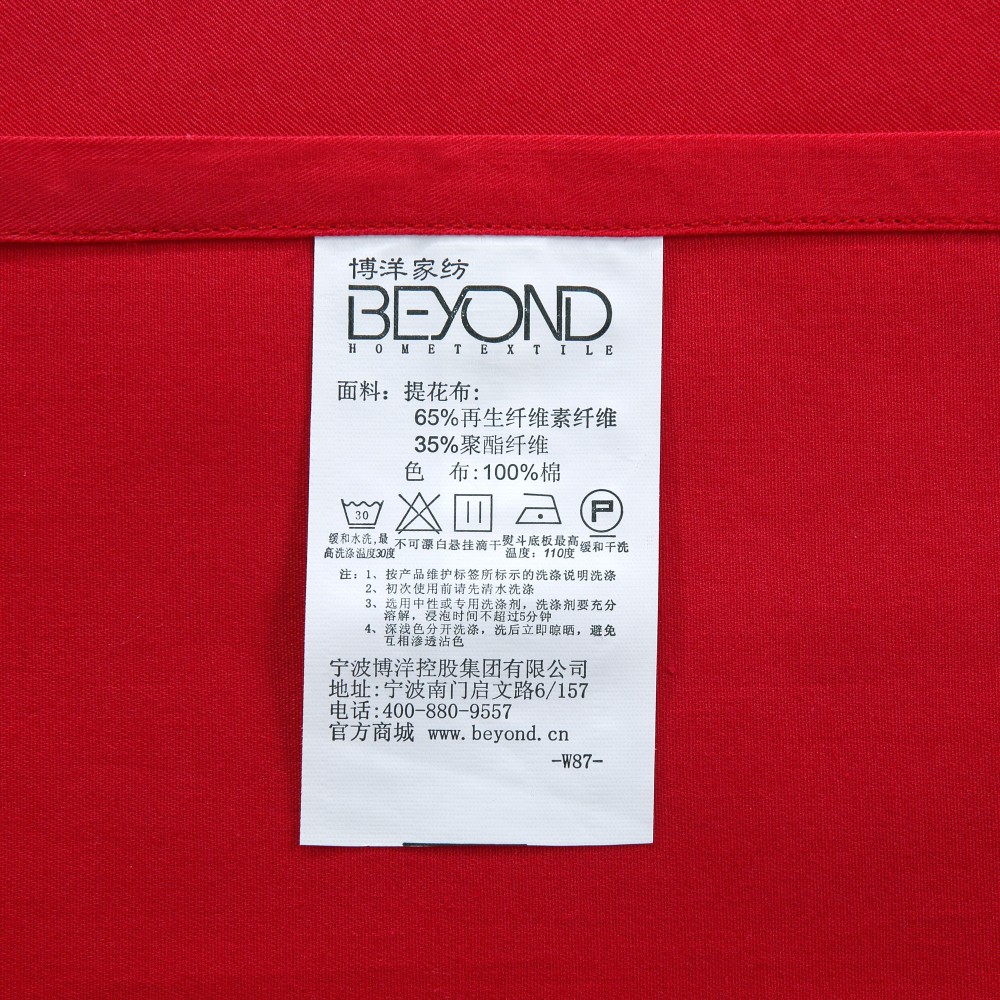 博洋家纺
BEYOND
HOMETEXTILE
面料：提花布：
65%再生纤维素纤维
35%聚酯纤维
色 布:100%棉
30 P
缓和水洗,最高洗涤温度30度 不可漂白 悬挂滴干 熨斗底板最高温度：110度 缓和干洗
注：1、按产品维护标签所标示的洗涤说明洗涤
2、初次使用前请先清水洗涤
3、选用中性或专用洗涤剂，洗涤剂要充分
溶解，浸泡时间不超过5分钟
4、深浅色分开洗涤，洗后立即晾晒，避免
互相渗透沾色
宁波博洋控股集团有限公司
地址:宁波南门启文路6/157
电话:400-880-9557
官方商城 www.beyond.cn
-W87-